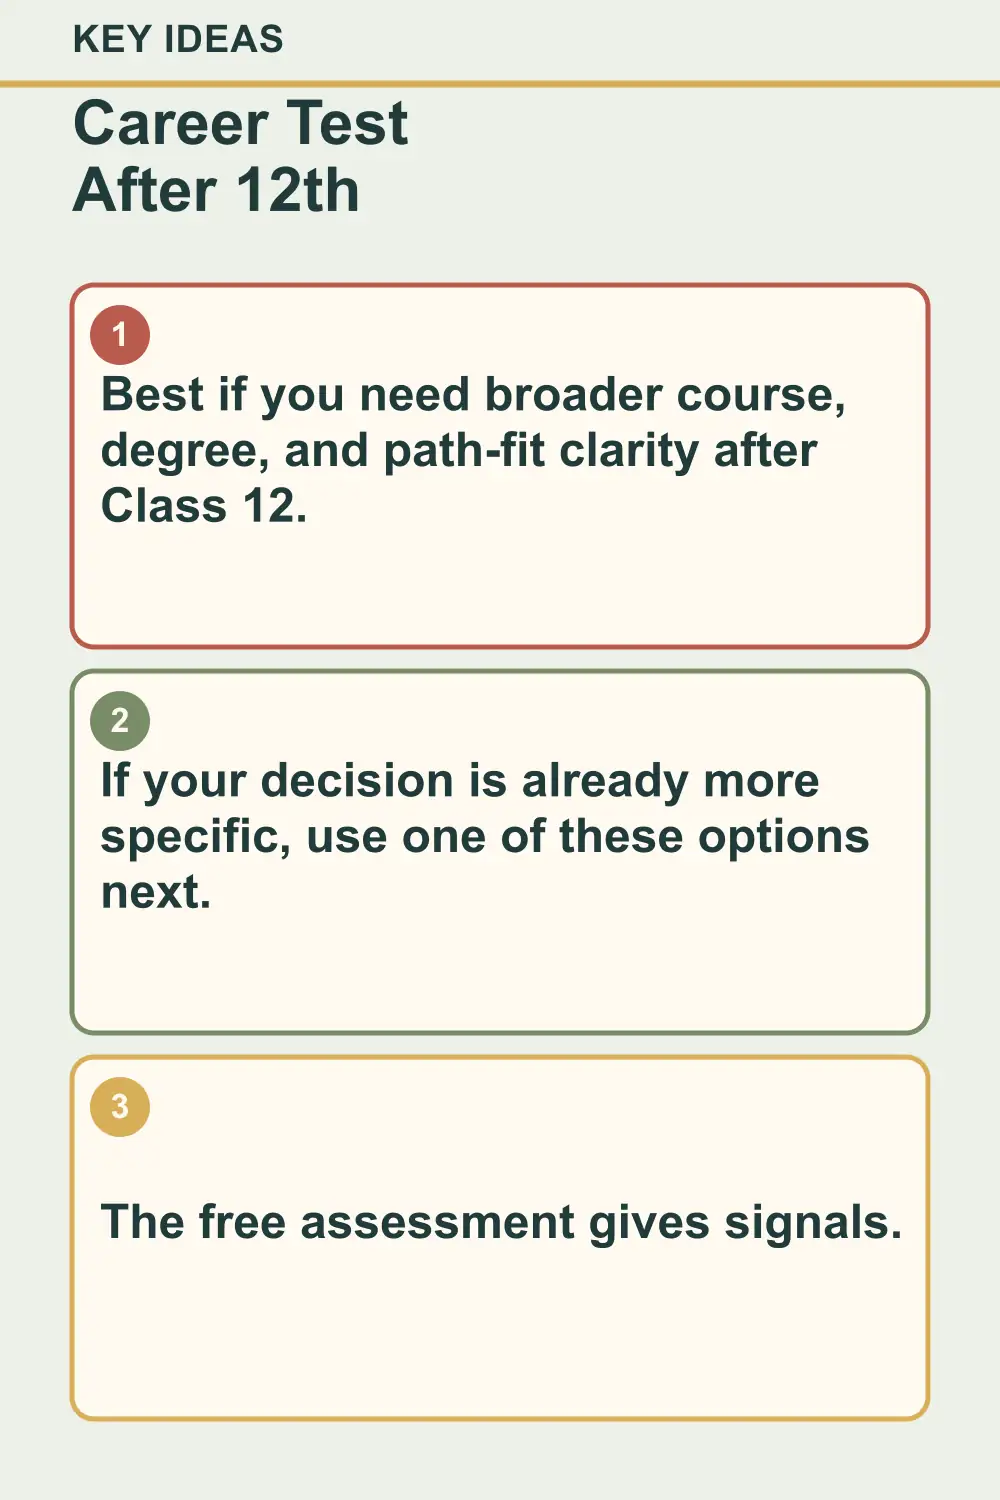 KEY IDEAS
Career Test
After 12th
1
Best if you need broader course,
degree, and path-fit clarity after
Class 12.
2
If your decision is already more
specific, use one of these options
next.
3
The free assessment gives signals.